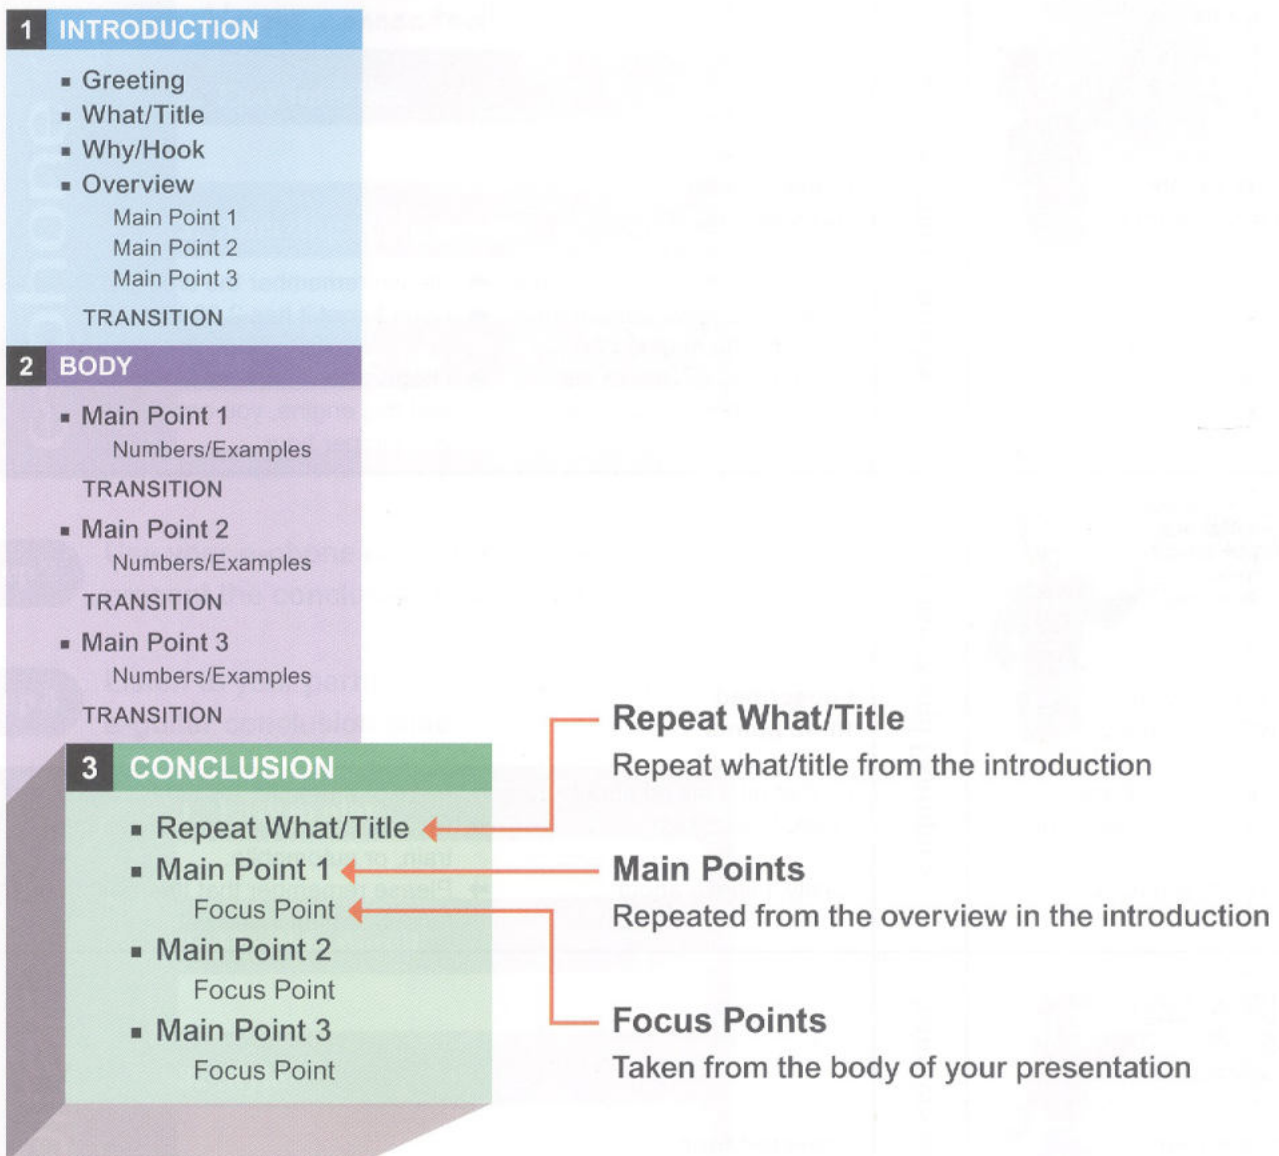 1 INTRODUCTION
▪ Greeting
▪ What/Title
▪ Why/Hook
▪ Overview
Main Point 1
Main Point 2
Main Point 3
TRANSITION
2 BODY
▪ Main Point 1
Numbers/Examples
TRANSITION
▪ Main Point 2
Numbers/Examples
TRANSITION
▪ Main Point 3
Numbers/Examples
TRANSITION
3 CONCLUSION
▪ Repeat What/Title
▪ Main Point 1
Focus Point
▪ Main Point 2
Focus Point
▪ Main Point 3
Focus Point
Repeat What/Title
Repeat what/title from the introduction
Main Points
Repeated from the overview in the introduction
Focus Points
Taken from the body of your presentation